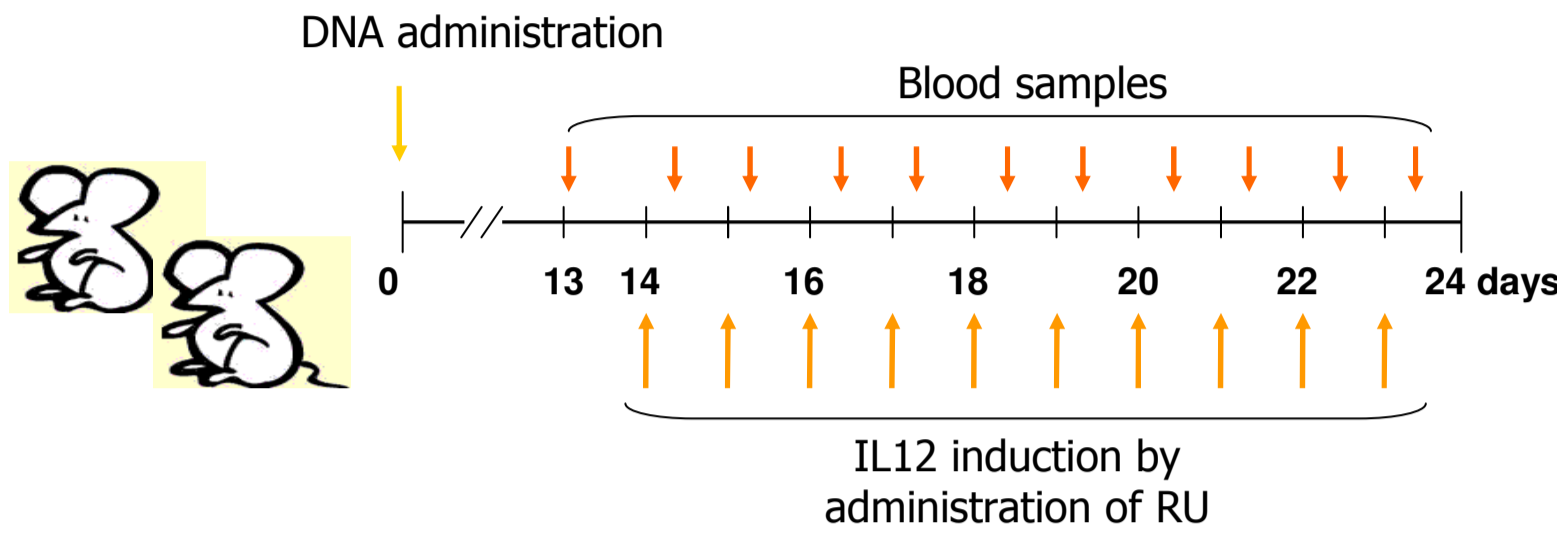 DNA administration
Blood samples
0 13 14 16 18 20 22 24 days
IL12 induction by
administration of RU